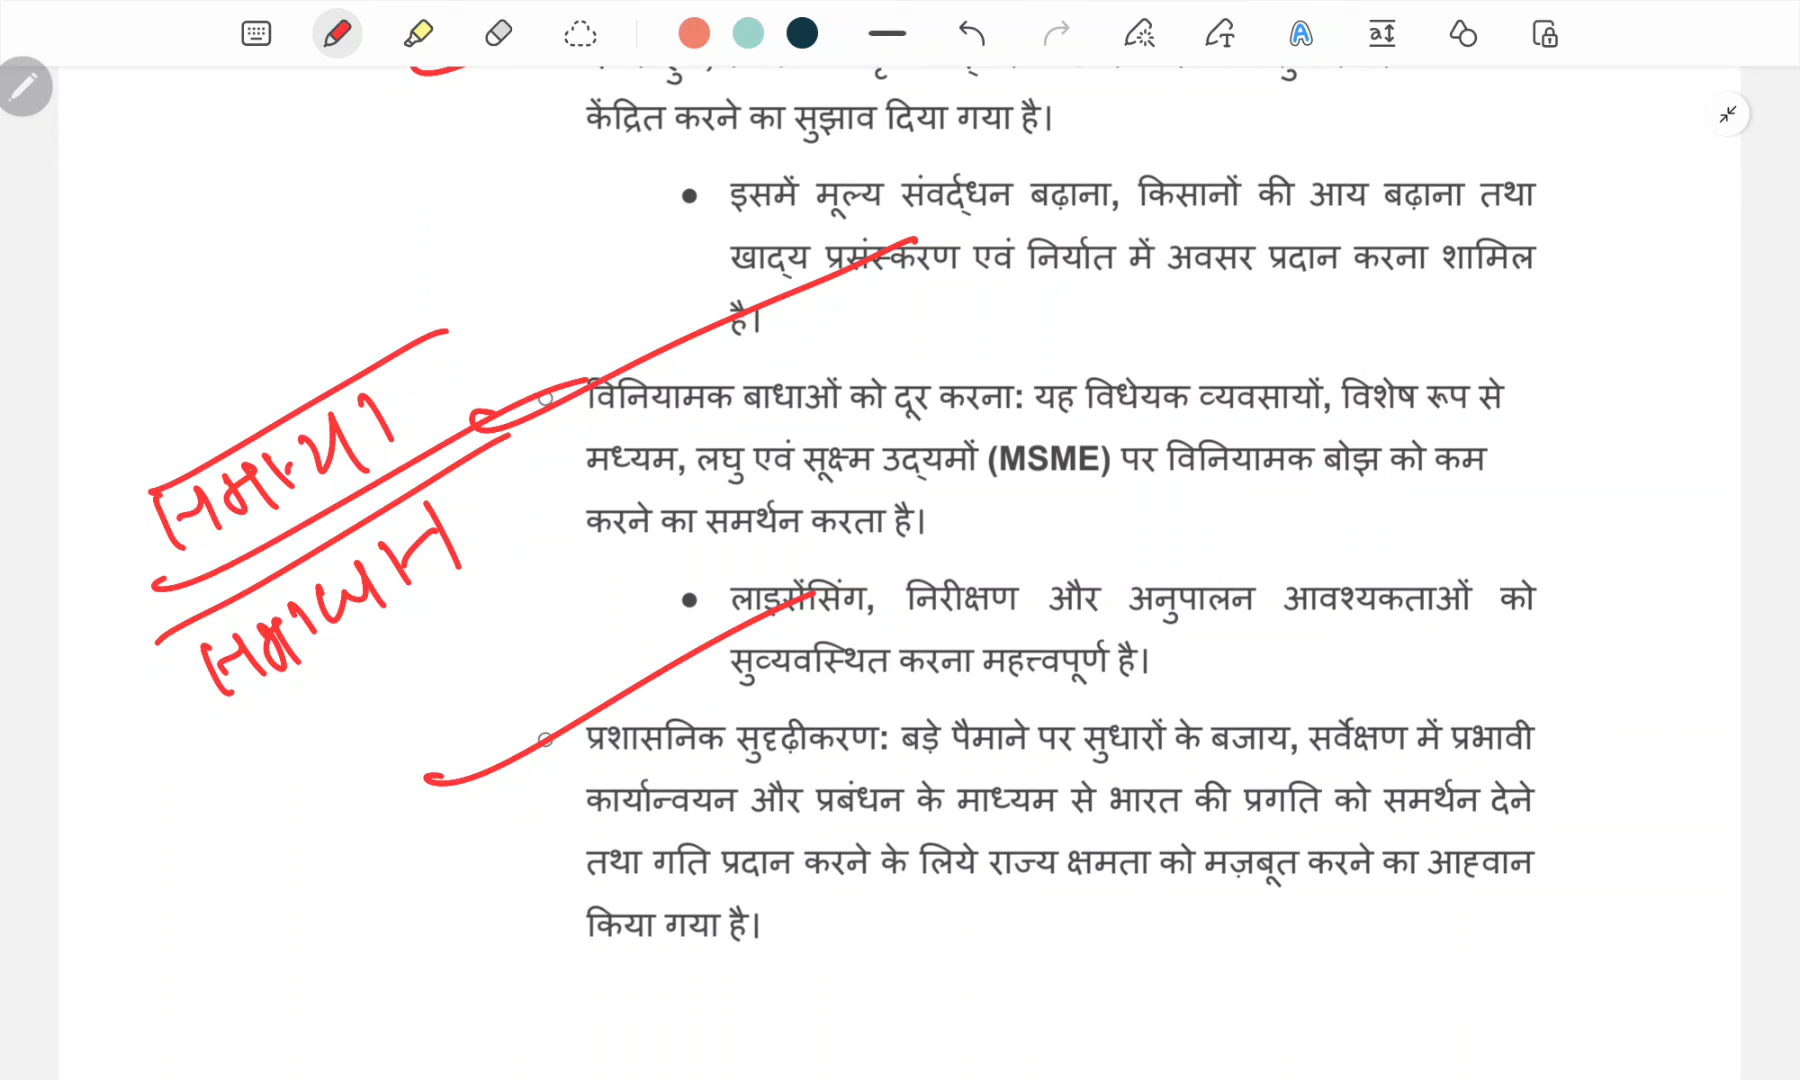 केंद्रित करने का सुझाव दिया गया है।
इसमें मूल्य संवर्द्धन बढ़ाना, किसानों की आय बढ़ाना तथा
खाद्य प्रसंस्करण एवं निर्यात में अवसर प्रदान करना शामिल
है।
विनियामक बाधाओं को दूर करना: यह विधेयक व्यवसायों, विशेष रूप से
मध्यम, लघु एवं सूक्ष्म उद्यमों (MSME) पर विनियामक बोझ को कम
करने का समर्थन करता है।
लाइसेंसिंग, निरीक्षण और अनुपालन आवश्यकताओं को
सुव्यवस्थित करना महत्त्वपूर्ण है।
प्रशासनिक सुदृढ़ीकरण: बड़े पैमाने पर सुधारों के बजाय, सर्वेक्षण में प्रभावी
कार्यान्वयन और प्रबंधन के माध्यम से भारत की प्रगति को समर्थन देने
तथा गति प्रदान करने के लिये राज्य क्षमता को मज़बूत करने का आह्वान
किया गया है।
समाधान